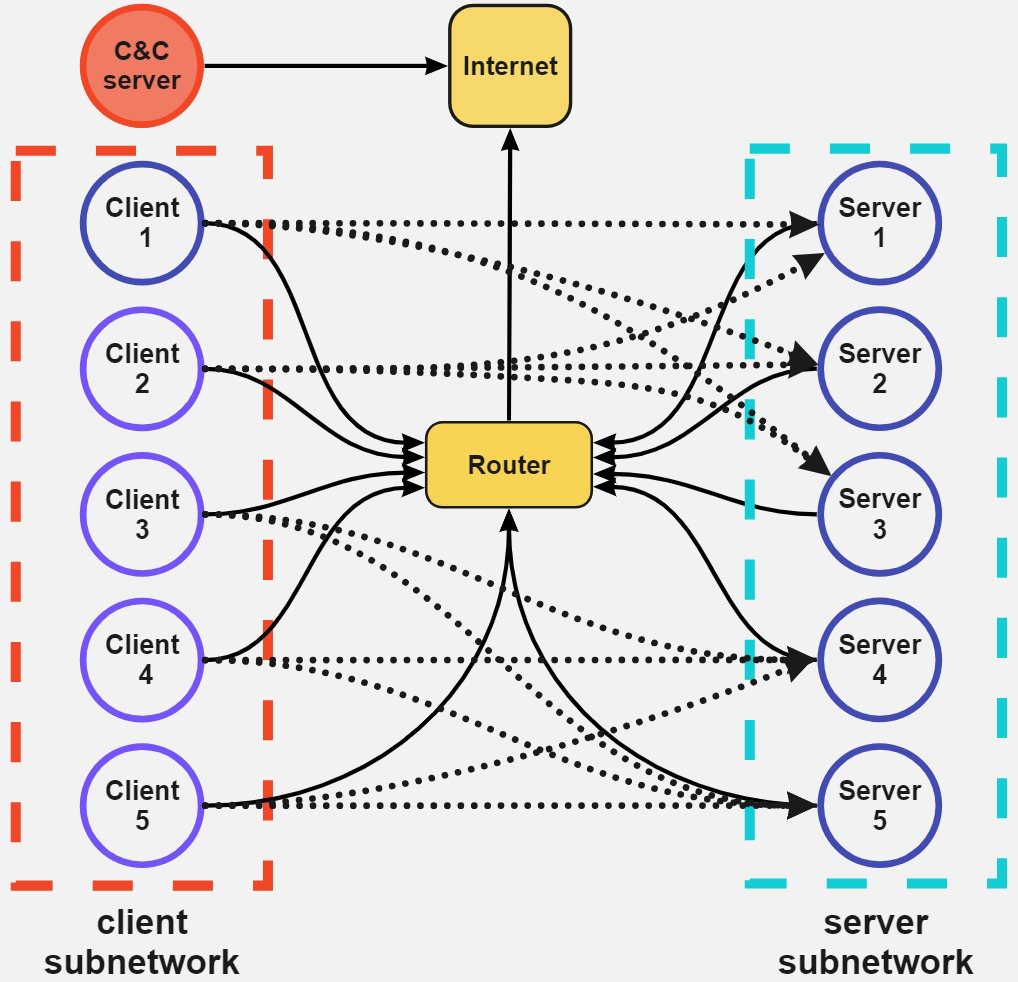 C&C
server
Internet
Client
1
Client
2
Client
3
Client
4
Client
5
Router
Server
1
Server
2
Server
3
Server
4
Server
5
client
subnetwork
server
subnetwork